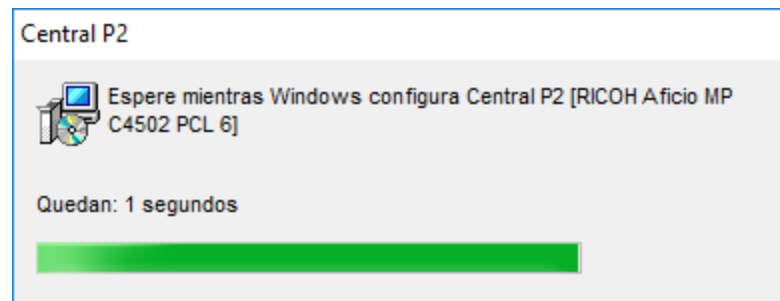 Central P2
Espere mientras Windows configura Central P2 [RICOH Aficio MP
C4502 PCL 6]
Quedan: 1 segundos